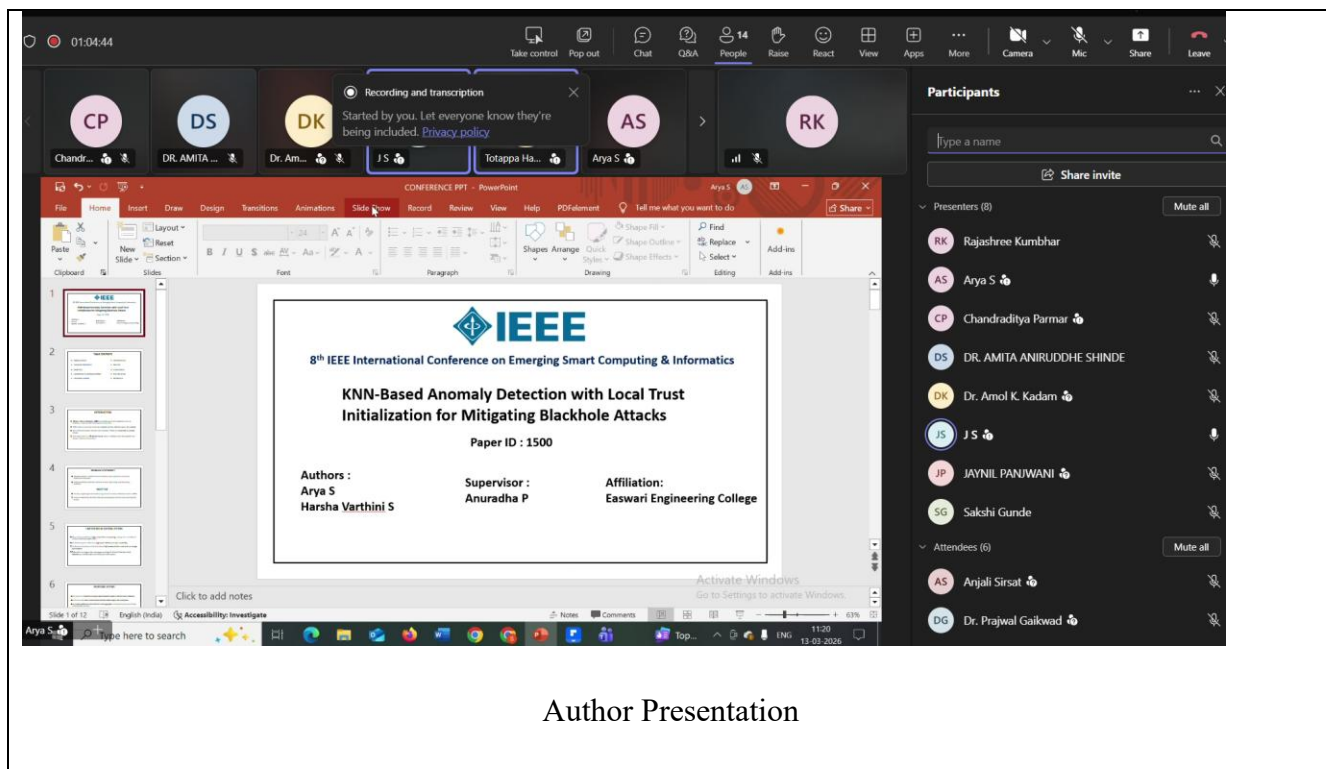 01:04:44
Take control Pop out Chat Q&A 14 People Raise React View Apps More Camera Mic Share Leave
Recording and transcription
Started by you. Let everyone know they're
being included. Privacy policy
CP DS DK AS RK
Chandr... DR. AMITA ... Dr. Am... J S Totappa Ha... Arya S
Participants
Type a name
Share invite
Presenters (8) Mute all
RK Rajashree Kumbhar
AS Arya S
CP Chandraditya Parmar
DS DR. AMITA ANIRUDDHE SHINDE
DK Dr. Amol K. Kadam
JS J S
JP JAYNIL PANJWANI
SG Sakshi Gunde
Attendees (6) Mute all
AS Anjali Sirsat
DG Dr. Prajwal Gaikwad
CONFERENCE PPT - PowerPoint Arya S AS
File Home Insert Draw Design Transitions Animations Slide Show Record Review View Help PDFelement Tell me what you want to do Share
Paste New Slide Layout Reset Section Shapes Arrange Quick Styles Shape Fill Shape Outline Shape Effects Find Replace Select Add-ins
Clipboard Slides Font Paragraph Drawing Editing Add-ins
1
2
3
4
5
6
IEEE
8th IEEE International Conference on Emerging Smart Computing & Informatics
KNN-Based Anomaly Detection with Local Trust
Initialization for Mitigating Blackhole Attacks
Paper ID : 1500
Authors :
Arya S
Harsha Varthini S
Supervisor :
Anuradha P
Affiliation:
Easwari Engineering College
Activate Windows
Go to Settings to activate Windows.
Click to add notes
Slide 1 of 12 English (India) Accessibility: Investigate Notes Comments 63%
Arya S Type here to search Top... ENG 11:20
13-03-2026
Author Presentation